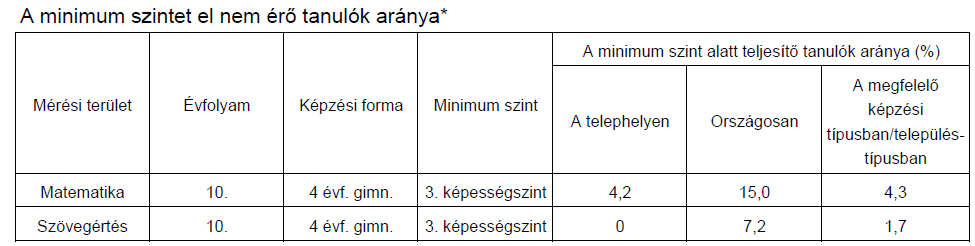 A minimum szintet el nem érő tanulók aránya*
Mérési terület Évfolyam Képzési forma Minimum szint A minimum szint alatt teljesítő tanulók aránya (%)
A telephelyen Országosan A megfelelő
képzési
típusban/település-
típusban
Matematika 10. 4 évf. gimn. 3. képességszint 4,2 15,0 4,3
Szövegértés 10. 4 évf. gimn. 3. képességszint 0 7,2 1,7